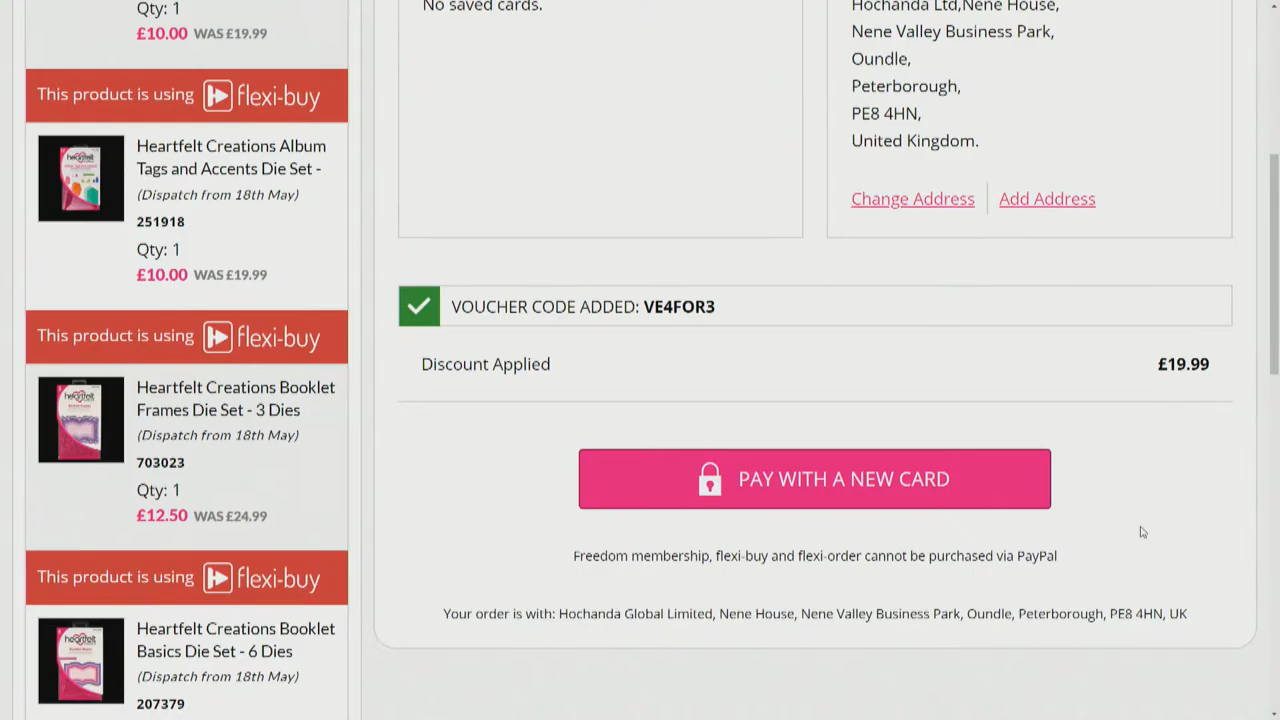 Qty: 1
£10.00 WAS £19.99
This product is using flexi-buy
Heartfelt Creations Album
Tags and Accents Die Set -
(Dispatch from 18th May)
251918
Qty: 1
£10.00 WAS £19.99
This product is using flexi-buy
heartfelt
Heartfelt Creations Booklet
Frames Die Set - 3 Dies
(Dispatch from 18th May)
703023
Qty: 1
£12.50 WAS £24.99
This product is using flexi-buy
heartfelt
Heartfelt Creations Booklet
Basics Die Set - 6 Dies
(Dispatch from 18th May)
207379
No saved cards.
Hochanda Ltd,Nene House,
Nene Valley Business Park,
Oundle,
Peterborough,
PE8 4HN,
United Kingdom.
Change Address Add Address
VOUCHER CODE ADDED: VE4FOR3
Discount Applied £19.99
PAY WITH A NEW CARD
Freedom membership, flexi-buy and flexi-order cannot be purchased via PayPal
Your order is with: Hochanda Global Limited, Nene House, Nene Valley Business Park, Oundle, Peterborough, PE8 4HN, UK